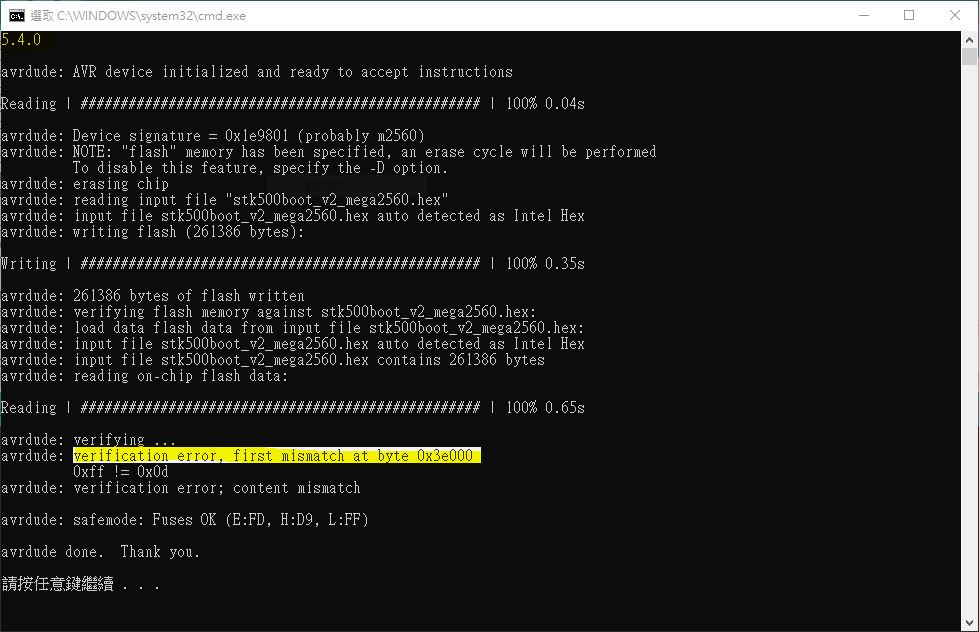 選取 C:\WINDOWS\system32\cmd.exe
5.4.0
avrdude: AVR device initialized and ready to accept instructions
Reading | ################################################## | 100% 0.04s
avrdude: Device signature = 0x1e9801 (probably m2560)
avrdude: NOTE: "flash" memory has been specified, an erase cycle will be performed
To disable this feature, specify the -D option.
avrdude: erasing chip
avrdude: reading input file "stk500boot_v2_mega2560.hex"
avrdude: input file stk500boot_v2_mega2560.hex auto detected as Intel Hex
avrdude: writing flash (261386 bytes):
Writing | ################################################## | 100% 0.35s
avrdude: 261386 bytes of flash written
avrdude: verifying flash memory against stk500boot_v2_mega2560.hex:
avrdude: load data flash data from input file stk500boot_v2_mega2560.hex:
avrdude: input file stk500boot_v2_mega2560.hex auto detected as Intel Hex
avrdude: input file stk500boot_v2_mega2560.hex contains 261386 bytes
avrdude: reading on-chip flash data:
Reading | ################################################## | 100% 0.65s
avrdude: verifying ...
avrdude: verification error, first mismatch at byte 0x3e000
0xff != 0x0d
avrdude: verification error; content mismatch
avrdude: safemode: Fuses OK (E:FD, H:D9, L:FF)
avrdude done.  Thank you.
請按任意鍵繼續 . . .